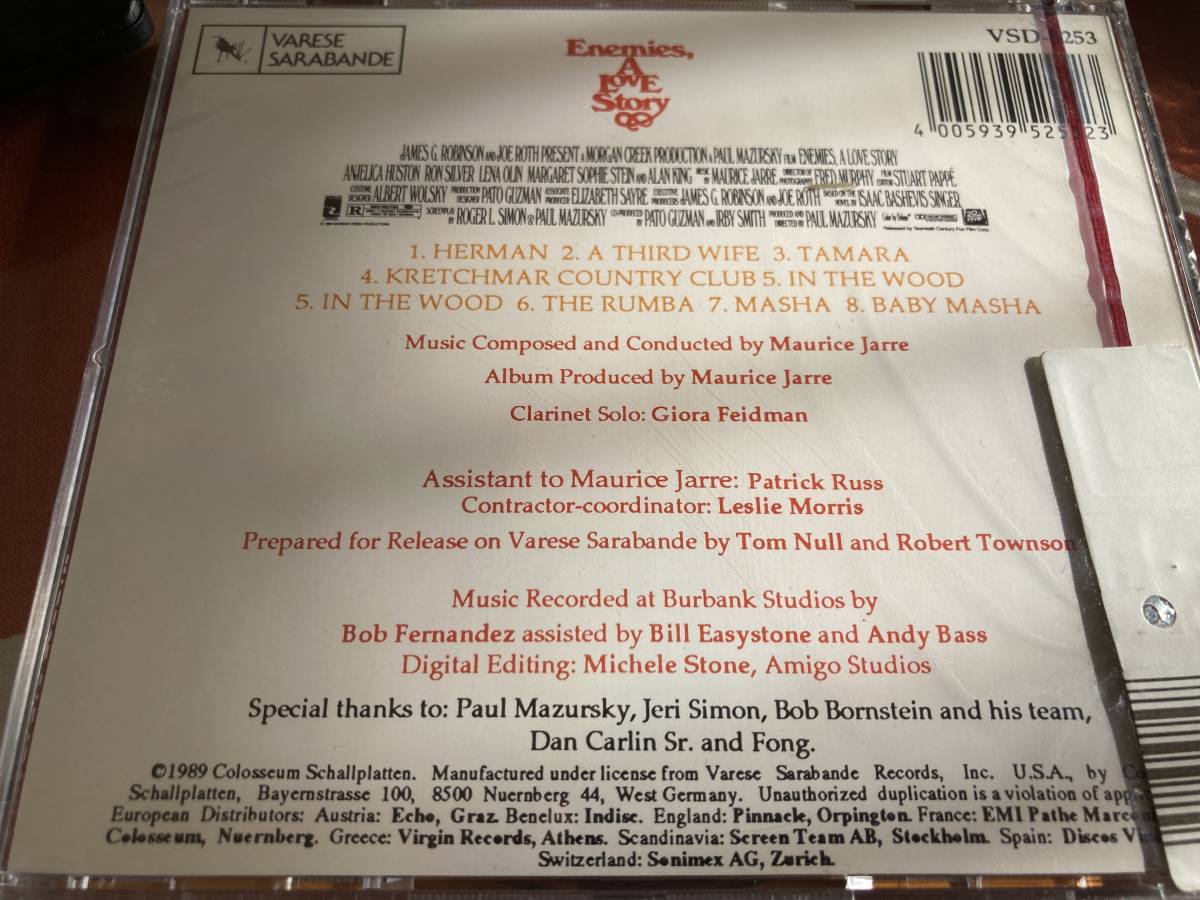 VARESE
SARABANDE
VSD-5253
Enemies,
A
LOVE
Story
4 005939 525323
JAMES G. ROBINSON AND JOE ROTH PRESENT A MORGAN CREEK PRODUCTION A PAUL MAZURSKY FILM ENEMIES, A LOVE STORY
ANJELICA HUSTON RON SILVER LENA OLIN MARGARET SOPHIE STEIN AND ALAN KING MUSIC BY MAURICE JARRE DIRECTOR OF PHOTOGRAPHY FRED MURPHY FILM EDITOR STUART PAPPÉ
COSTUME DESIGNER ALBERT WOLSKY PRODUCTION DESIGNER PATO GUZMAN ASSOCIATE PRODUCER ELIZABETH SAYRE EXECUTIVE PRODUCERS JAMES G. ROBINSON AND JOE ROTH BASED ON THE NOVEL BY ISAAC BASHEVIS SINGER
R SCREENPLAY BY ROGER L. SIMON & PAUL MAZURSKY CO-PRODUCED BY PATO GUZMAN AND IRBY SMITH PRODUCED AND DIRECTED BY PAUL MAZURSKY
Released by Twentieth Century Fox Film Corp.
1. HERMAN 2. A THIRD WIFE 3. TAMARA
4. KRETCHMAR COUNTRY CLUB 5. IN THE WOOD
5. IN THE WOOD 6. THE RUMBA 7. MASHA 8. BABY MASHA
Music Composed and Conducted by Maurice Jarre
Album Produced by Maurice Jarre
Clarinet Solo: Giora Feidman
Assistant to Maurice Jarre: Patrick Russ
Contractor-coordinator: Leslie Morris
Prepared for Release on Varese Sarabande by Tom Null and Robert Townson
Music Recorded at Burbank Studios by
Bob Fernandez assisted by Bill Easystone and Andy Bass
Digital Editing: Michele Stone, Amigo Studios
Special thanks to: Paul Mazursky, Jeri Simon, Bob Bornstein and his team,
Dan Carlin Sr. and Fong.
©1989 Colosseum Schallplatten. Manufactured under license from Varese Sarabande Records, Inc. U.S.A., by
Schallplatten, Bayernstrasse 100, 8500 Nuernberg 44, West Germany. Unauthorized duplication is a violation of
European Distributors: Austria: Echo, Graz. Benelux: Indisc. England: Pinnacle, Orpington. France: EMI Pathe
Colosseum, Nuernberg. Greece: Virgin Records, Athens. Scandinavia: Screen Team AB, Stockholm. Spain: Discos
Switzerland: Sonimex AG, Zurich.